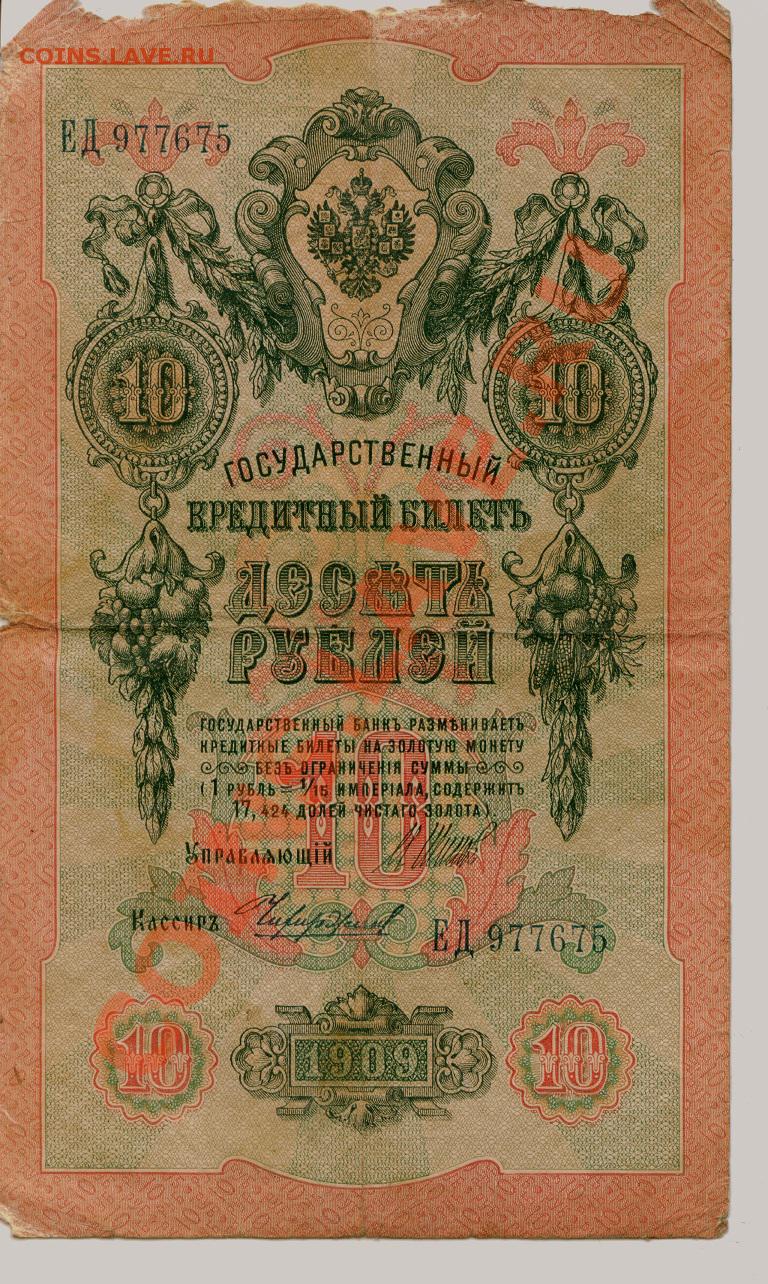 COINS.LAVE.RU
ЕД 977675
10
10
ГОСУДАРСТВЕННЫЙ
КРЕДИТНЫЙ БИЛЕТЪ
ДЕСЯТЬ
РУБЛЕЙ
ГОСУДАРСТВЕННЫЙ БАНКЪ РАЗМѢНИВАЕТЪ
КРЕДИТНЫЕ БИЛЕТЫ НА ЗОЛОТУЮ МОНЕТУ
БЕЗЪ ОГРАНИЧЕНІЯ СУММЫ
(1 РУБЛЬ = 1/15 ИМПЕРІАЛА, СОДЕРЖИТЪ
17,424 ДОЛЕЙ ЧИСТАГО ЗОЛОТА).
10
УПРАВЛЯЮЩІЙ
КАССИРЪ
ЕД 977675
10
1909
10